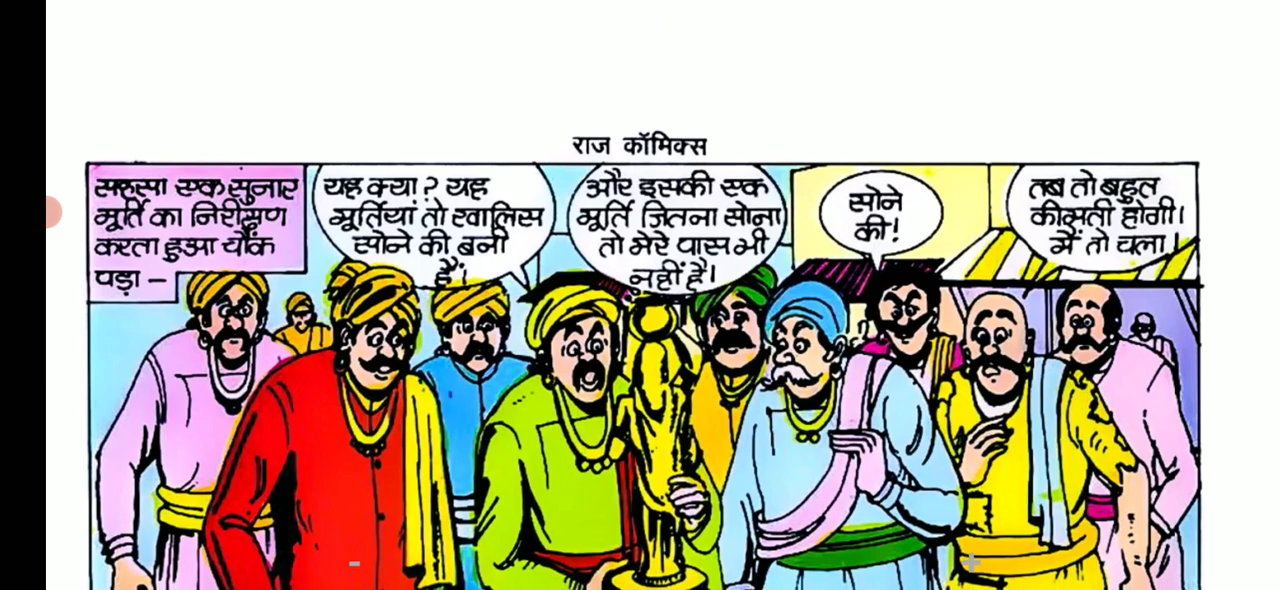 राज कॉमिक्स
सहसा एक सुनार
मूर्ति का निरीक्षण
करता हुआ चौंक
पड़ा –
यह क्या? यह
मूर्तियां तो खालिस
सोने की बनी
हैं!
और इसकी एक
मूर्ति जितना सोना
तो मेरे पास भी
नहीं है!
सोने
की!
तब तो बहुत
कीमती होगी।
मैं तो चला!